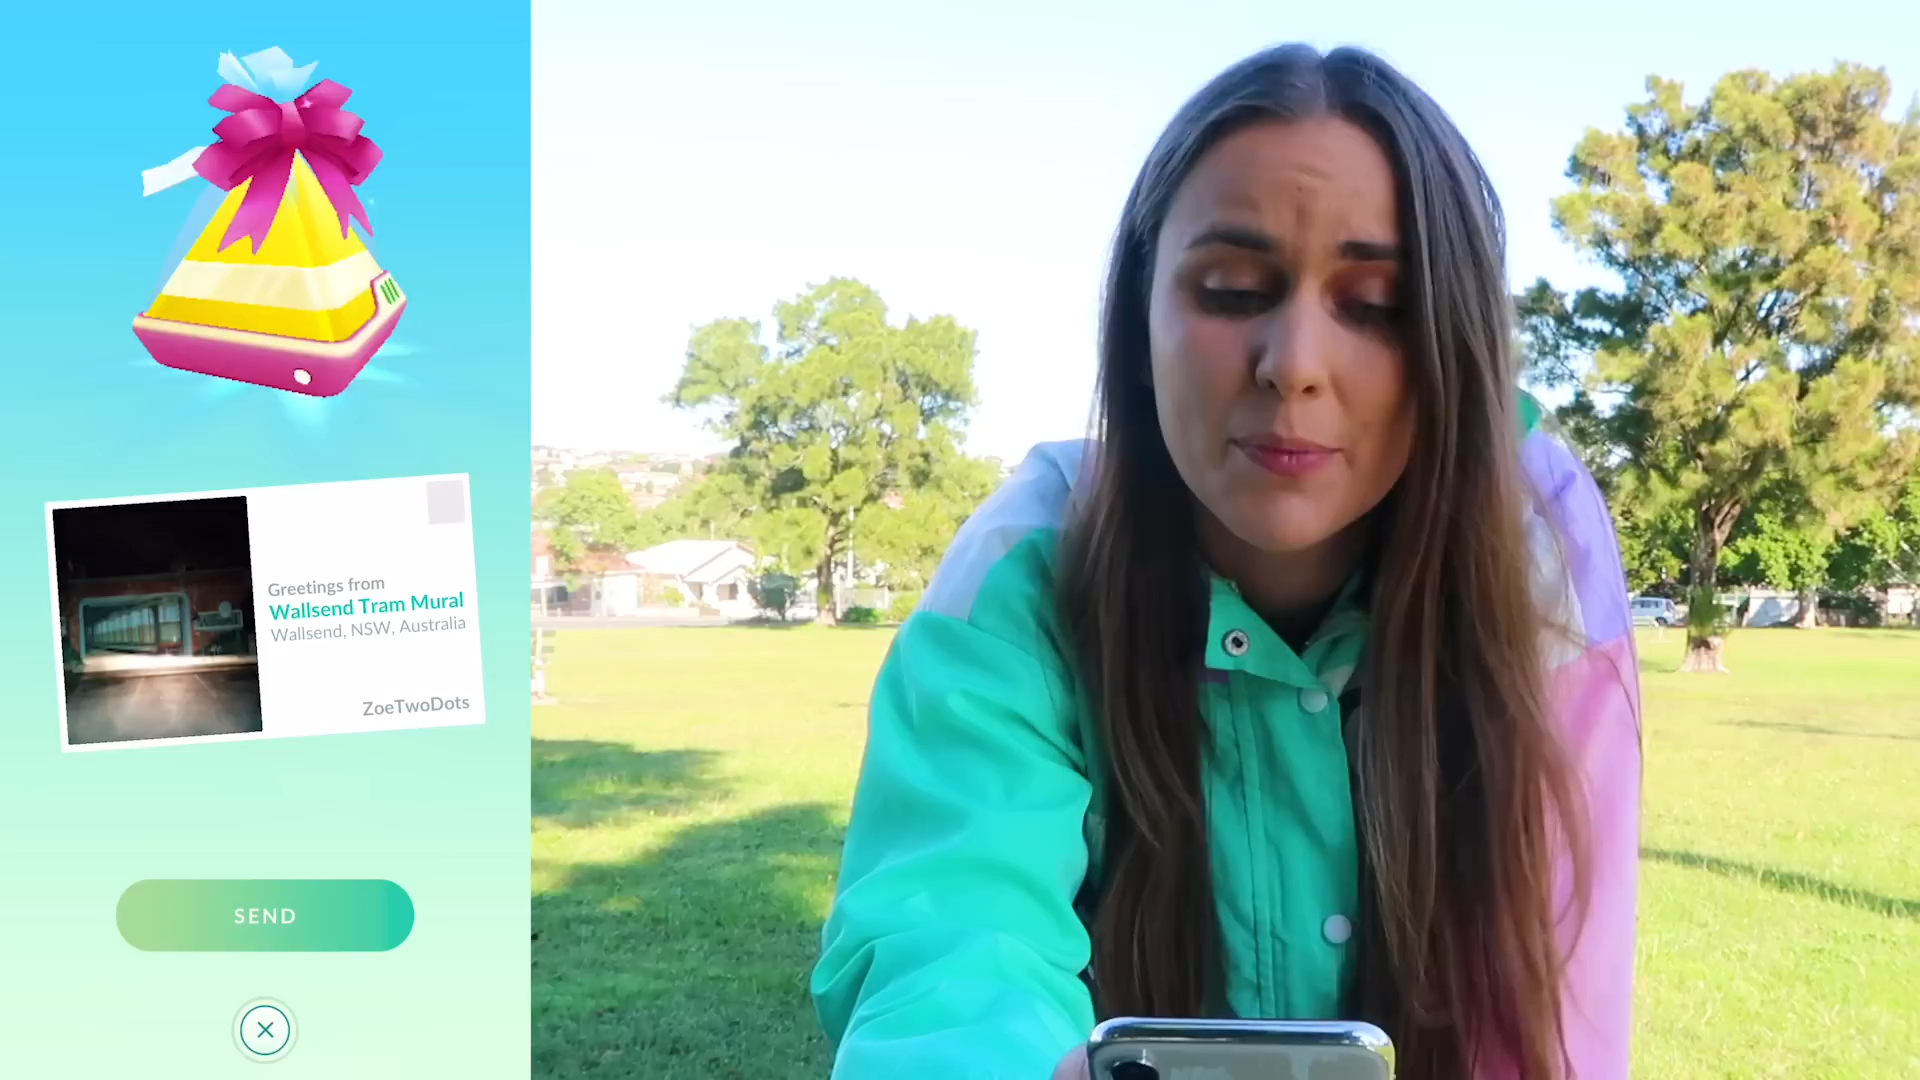 Greetings from
Wallsend Tram Mural
Wallsend, NSW, Australia
ZoeTwoDots
SEND